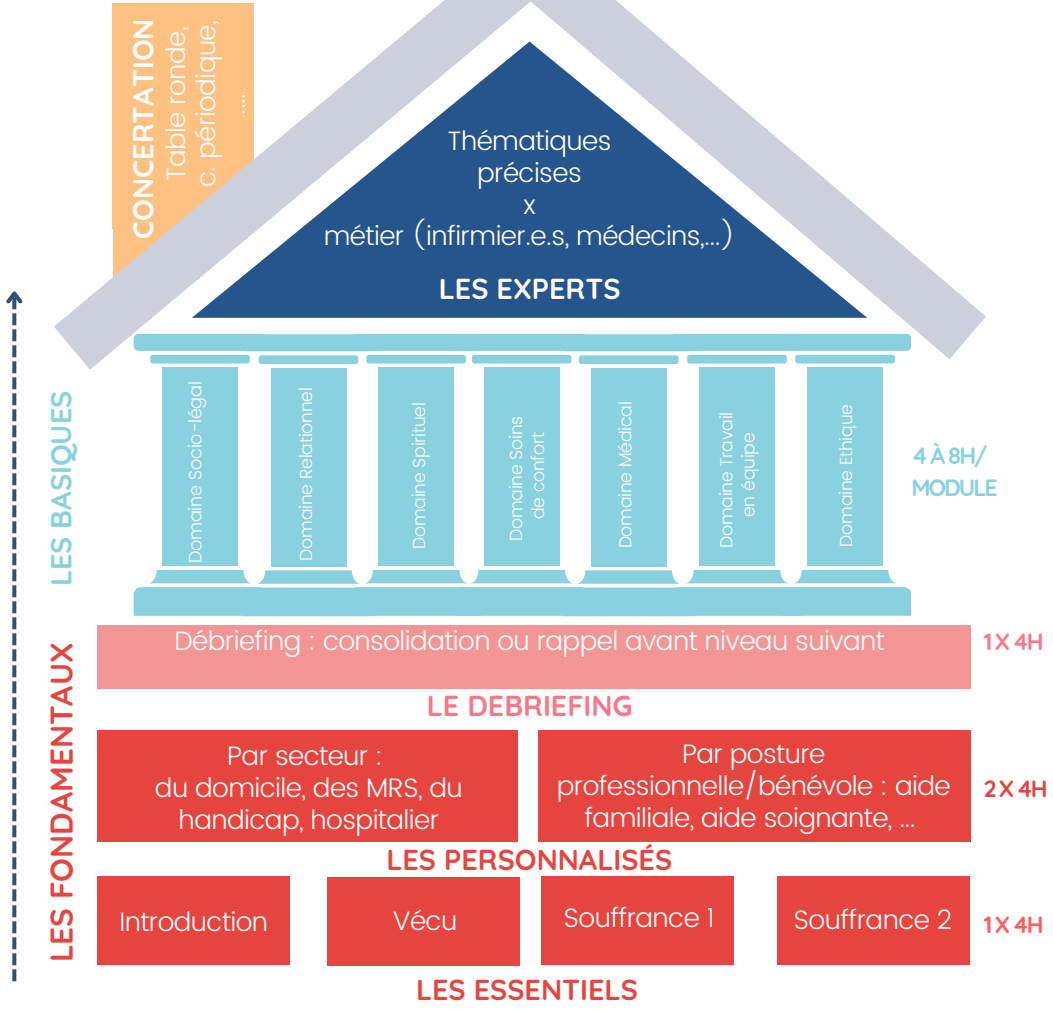 CONCERTATION
Table ronde,
c. périodique,
....
Thématiques
précises
x
métier (infirmier.e.s, médecins,...)
LES EXPERTS
LES BASIQUES
Domaine Socio-légal
Domaine Relationnel
Domaine Spirituel
Domaine Soins
de confort
Domaine Médical
Domaine Travail
en équipe
Domaine Ethique
4 À 8H/
MODULE
LES FONDAMENTAUX
Débriefing : consolidation ou rappel avant niveau suivant
1 X 4H
LE DEBRIEFING
Par secteur :
du domicile, des MRS, du
handicap, hospitalier
Par posture
professionnelle/bénévole : aide
familiale, aide soignante, ...
2 X 4H
LES PERSONNALISÉS
Introduction
Vécu
Souffrance 1
Souffrance 2
1 X 4H
LES ESSENTIELS